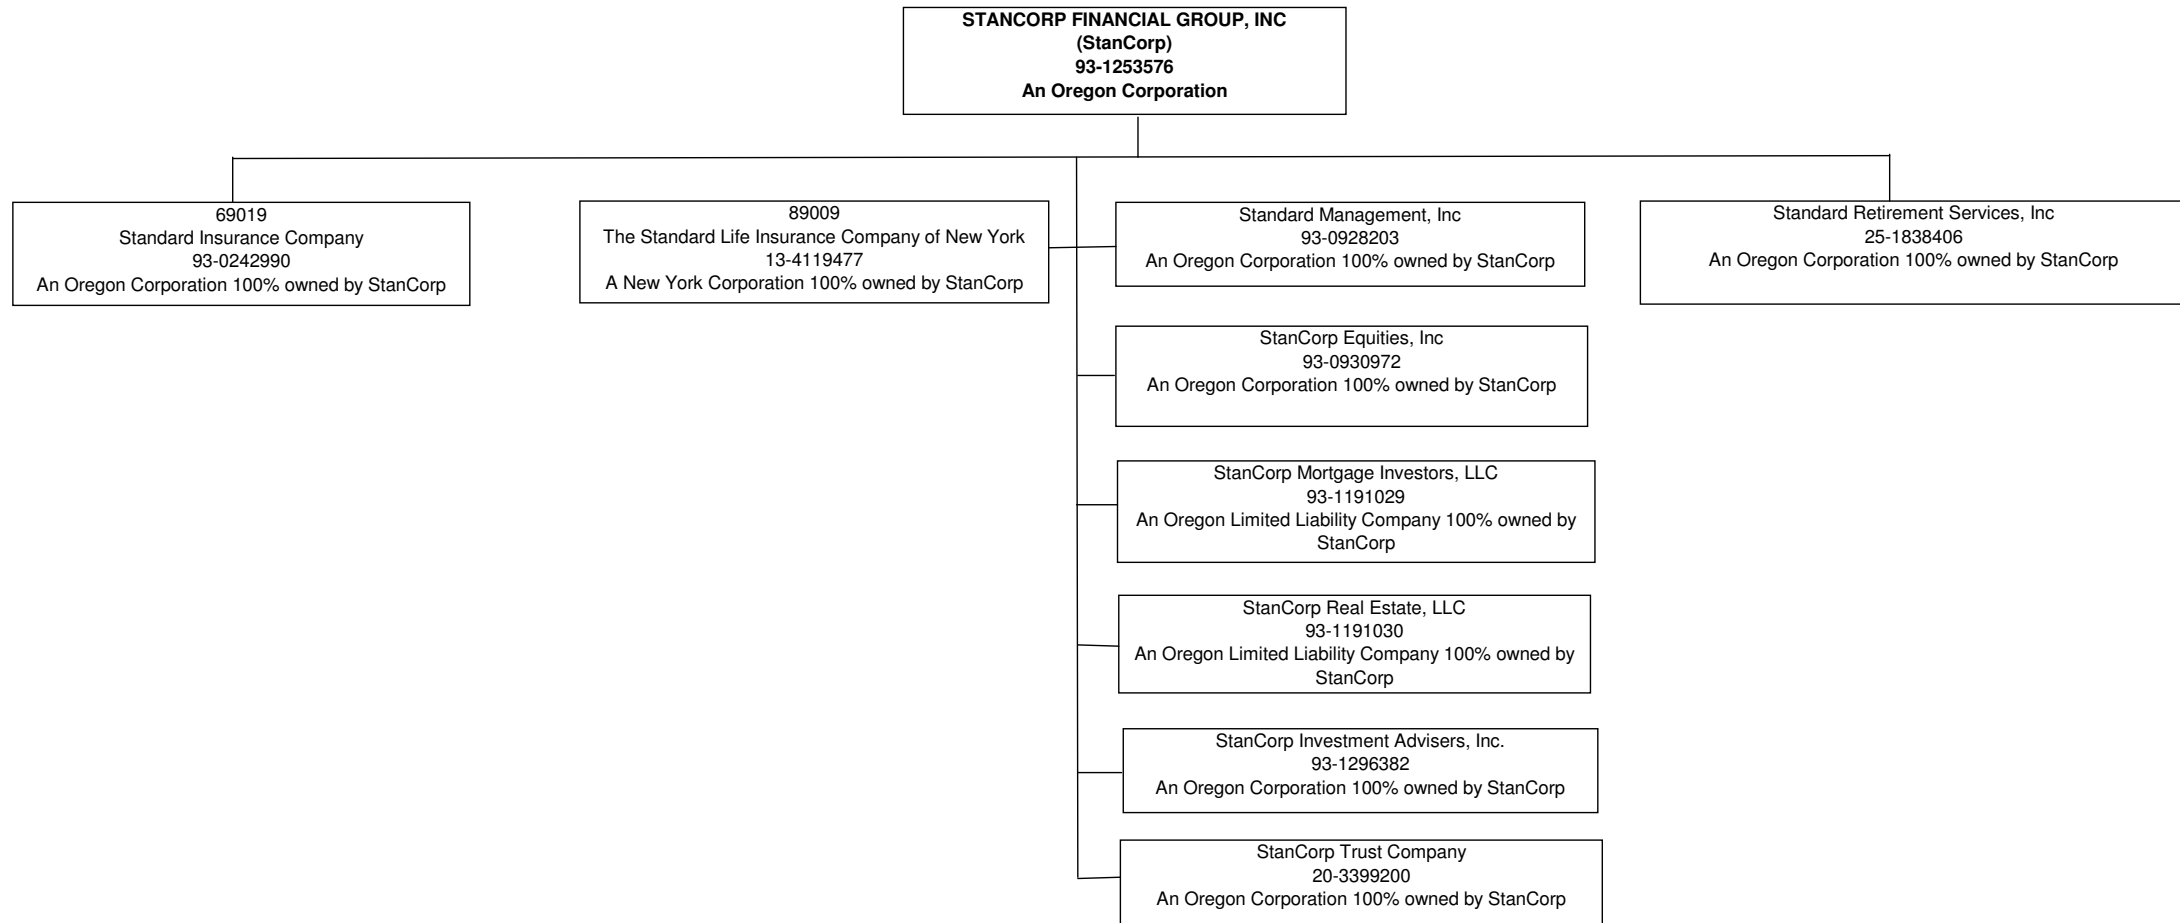 STANCORP FINANCIAL GROUP, INC
(StanCorp)
93-1253576
An Oregon Corporation
69019
Standard Insurance Company
93-0242990
An Oregon Corporation 100% owned by StanCorp
89009
The Standard Life Insurance Company of New York
13-4119477
A New York Corporation 100% owned by StanCorp
Standard Management, Inc
93-0928203
An Oregon Corporation 100% owned by StanCorp
Standard Retirement Services, Inc
25-1838406
An Oregon Corporation 100% owned by StanCorp
StanCorp Equities, Inc
93-0930972
An Oregon Corporation 100% owned by StanCorp
StanCorp Mortgage Investors, LLC
93-1191029
An Oregon Limited Liability Company 100% owned by
StanCorp
StanCorp Real Estate, LLC
93-1191030
An Oregon Limited Liability Company 100% owned by
StanCorp
StanCorp Investment Advisers, Inc.
93-1296382
An Oregon Corporation 100% owned by StanCorp
StanCorp Trust Company
20-3399200
An Oregon Corporation 100% owned by StanCorp